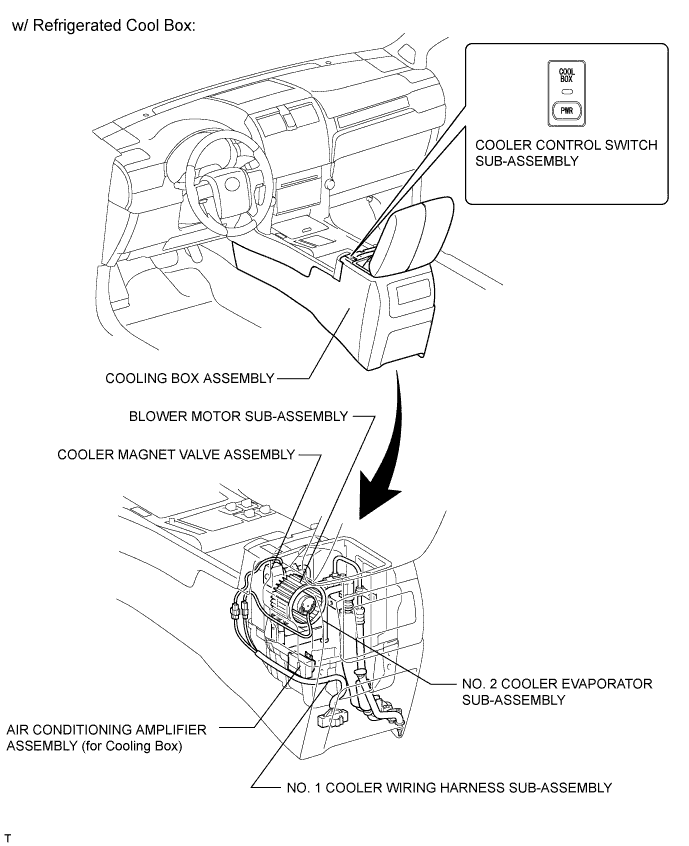 w/ Refrigerated Cool Box:
COOL
BOX
PWR
COOLER CONTROL SWITCH
SUB-ASSEMBLY
COOLING BOX ASSEMBLY
BLOWER MOTOR SUB-ASSEMBLY
COOLER MAGNET VALVE ASSEMBLY
NO. 2 COOLER EVAPORATOR
SUB-ASSEMBLY
AIR CONDITIONING AMPLIFIER
ASSEMBLY (for Cooling Box)
NO. 1 COOLER WIRING HARNESS SUB-ASSEMBLY
T